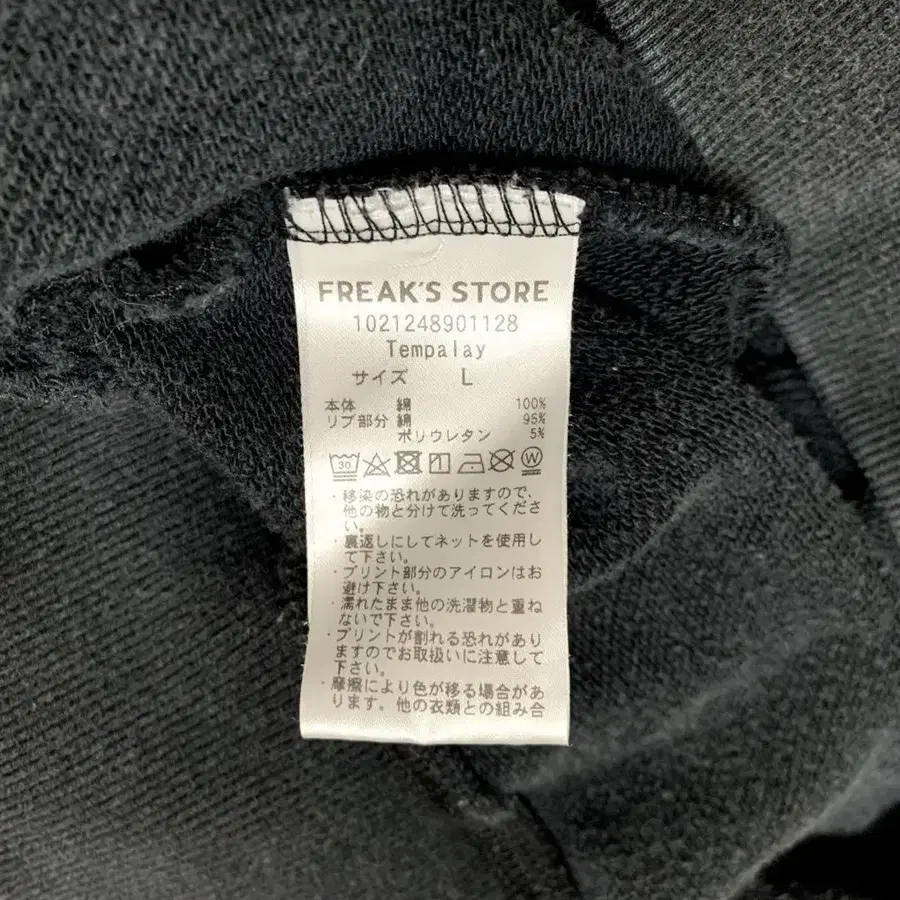 FREAK'S STORE
1021248901128
Tempalay
サイズ L
本体 綿 100%
リブ部分 綿 95%
ポリウレタン 5%
30 W
・移染の恐れがありますので、
他の物と分けて洗ってくださ
い。
・裏返しにしてネットを使用し
て下さい。
・プリント部分のアイロンはお
避け下さい。
・濡れたまま他の洗濯物と重ね
ないで下さい。
・プリントが割れる恐れがあり
ますのでお取扱いに注意して
下さい。
・摩擦により色が移る場合があ
ります。他の衣類との組み合